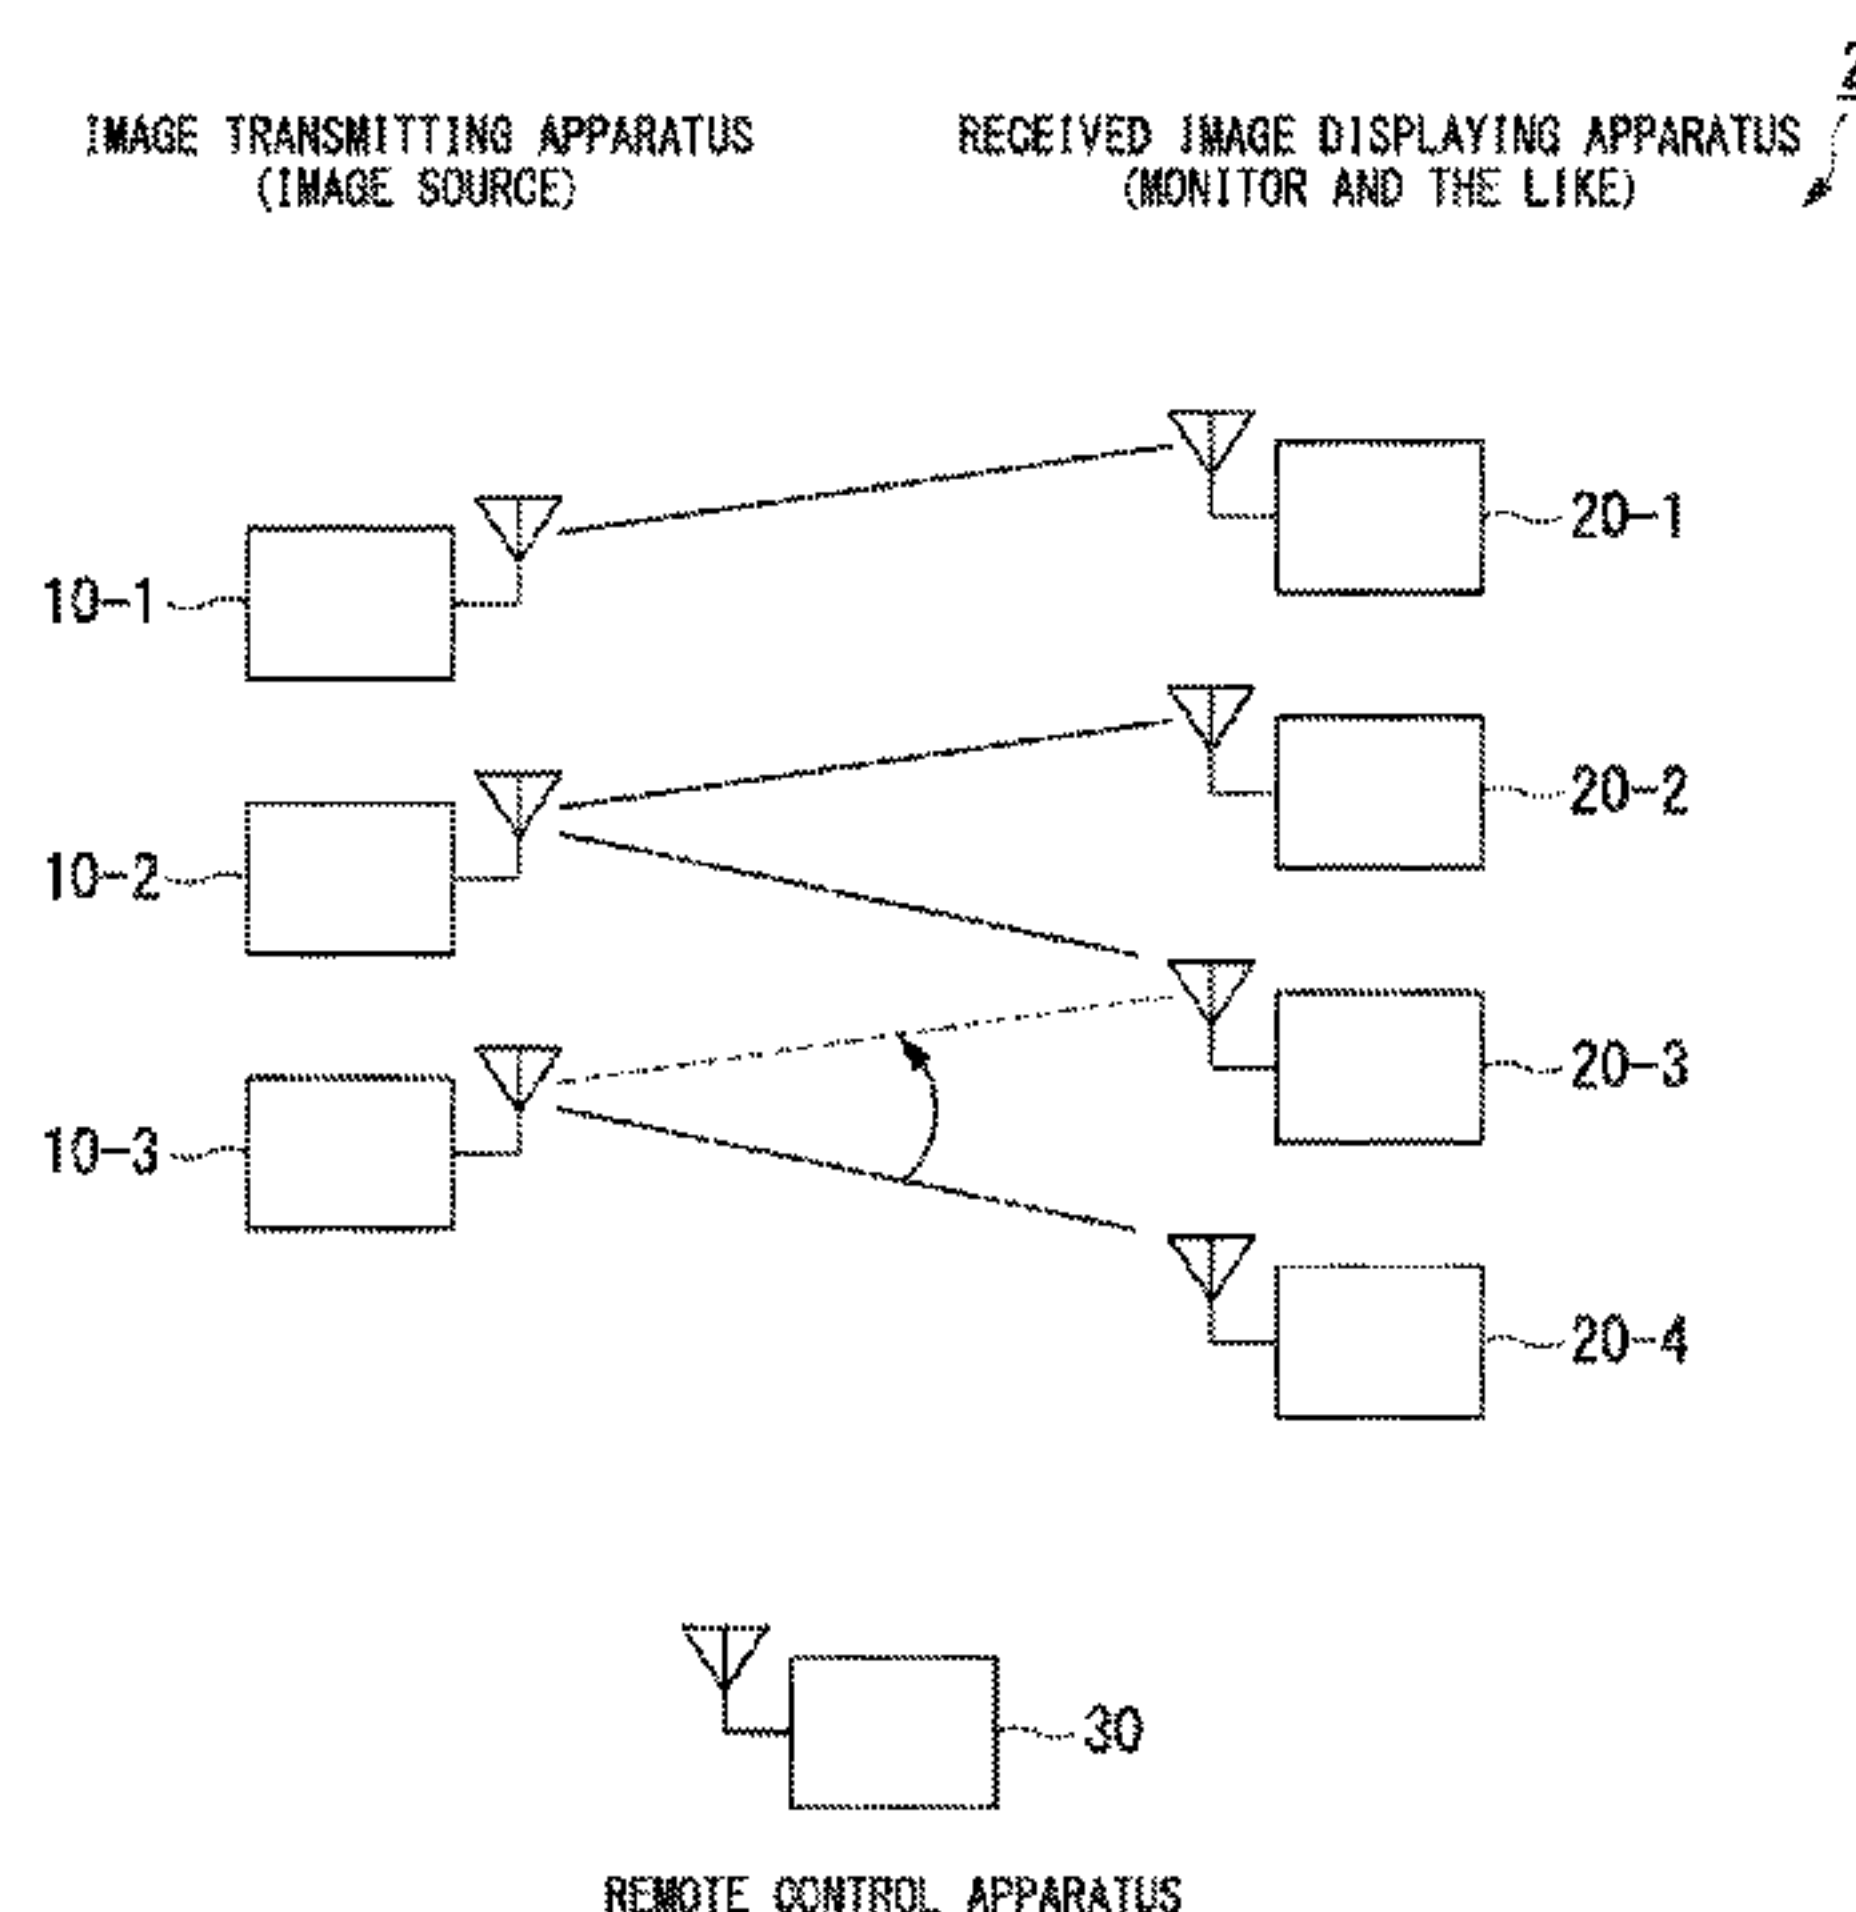 2
IMAGE TRANSMITTING APPARATUS
(IMAGE SOURCE)
RECEIVED IMAGE DISPLAYING APPARATUS
(MONITOR AND THE LIKE)
10-1
20-1
10-2
20-2
10-3
20-3
20-4
30
REMOTE CONTROL APPARATUS